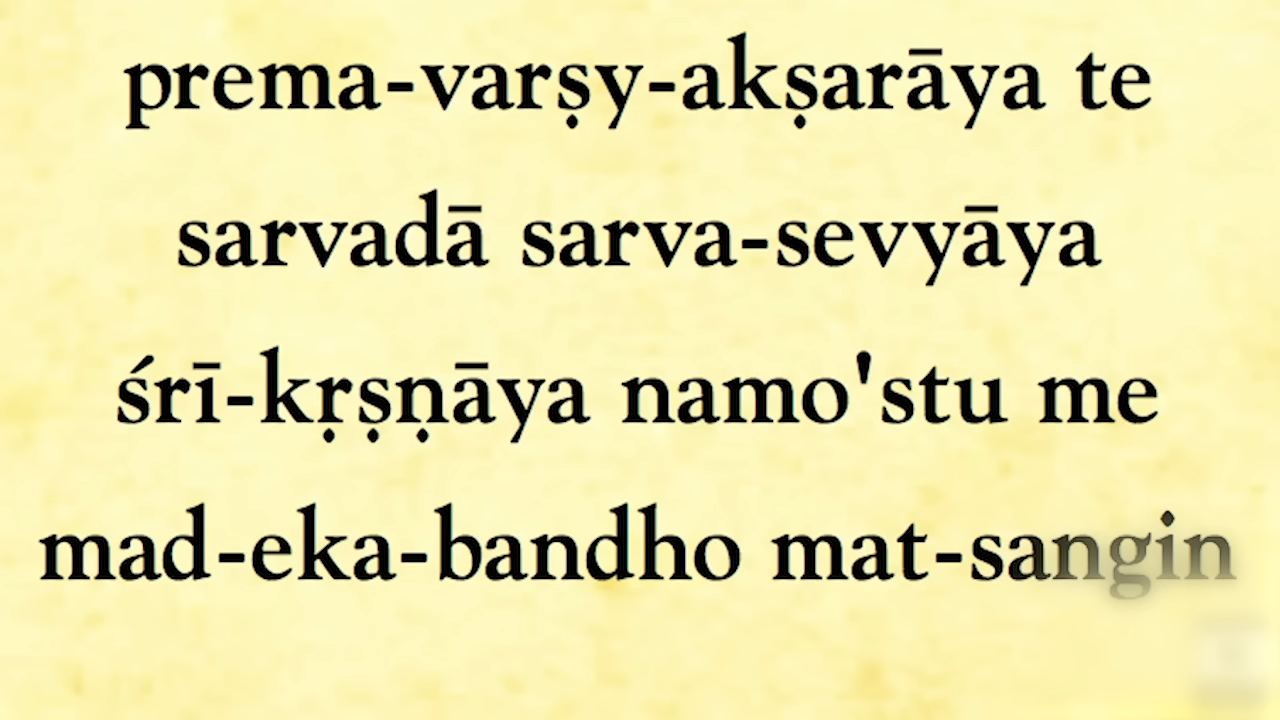 prema-varṣy-akṣarāya te
sarvadā sarva-sevyāya
śrī-kṛṣṇāya namo'stu me
mad-eka-bandho mat-sangin